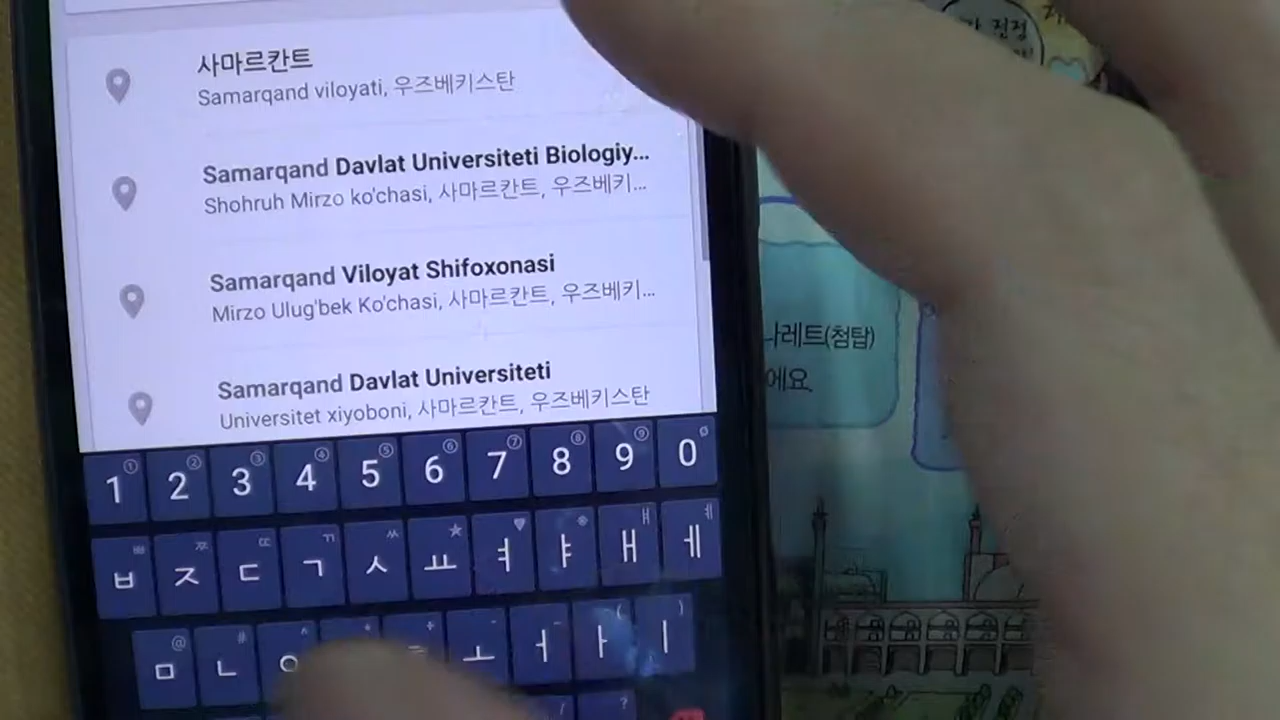 사마르칸트
Samarqand viloyati, 우즈베키스탄
Samarqand Davlat Universiteti Biologiy...
Shohruh Mirzo ko'chasi, 사마르칸트, 우즈베키...
Samarqand Viloyat Shifoxonasi
Mirzo Ulug'bek Ko'chasi, 사마르칸트, 우즈베키...
Samarqand Davlat Universiteti
Universitet xiyoboni, 사마르칸트, 우즈베키스탄
1 2 3 4 5 6 7 8 9 0
ㅂ ㅈ ㄷ ㄱ ㅅ ㅛ ㅕ ㅑ ㅐ ㅔ
ㅁ ㄴ ㅇ ㅗ ㅓ ㅏ ㅣ
진정
나레트(첨탑)
에요.